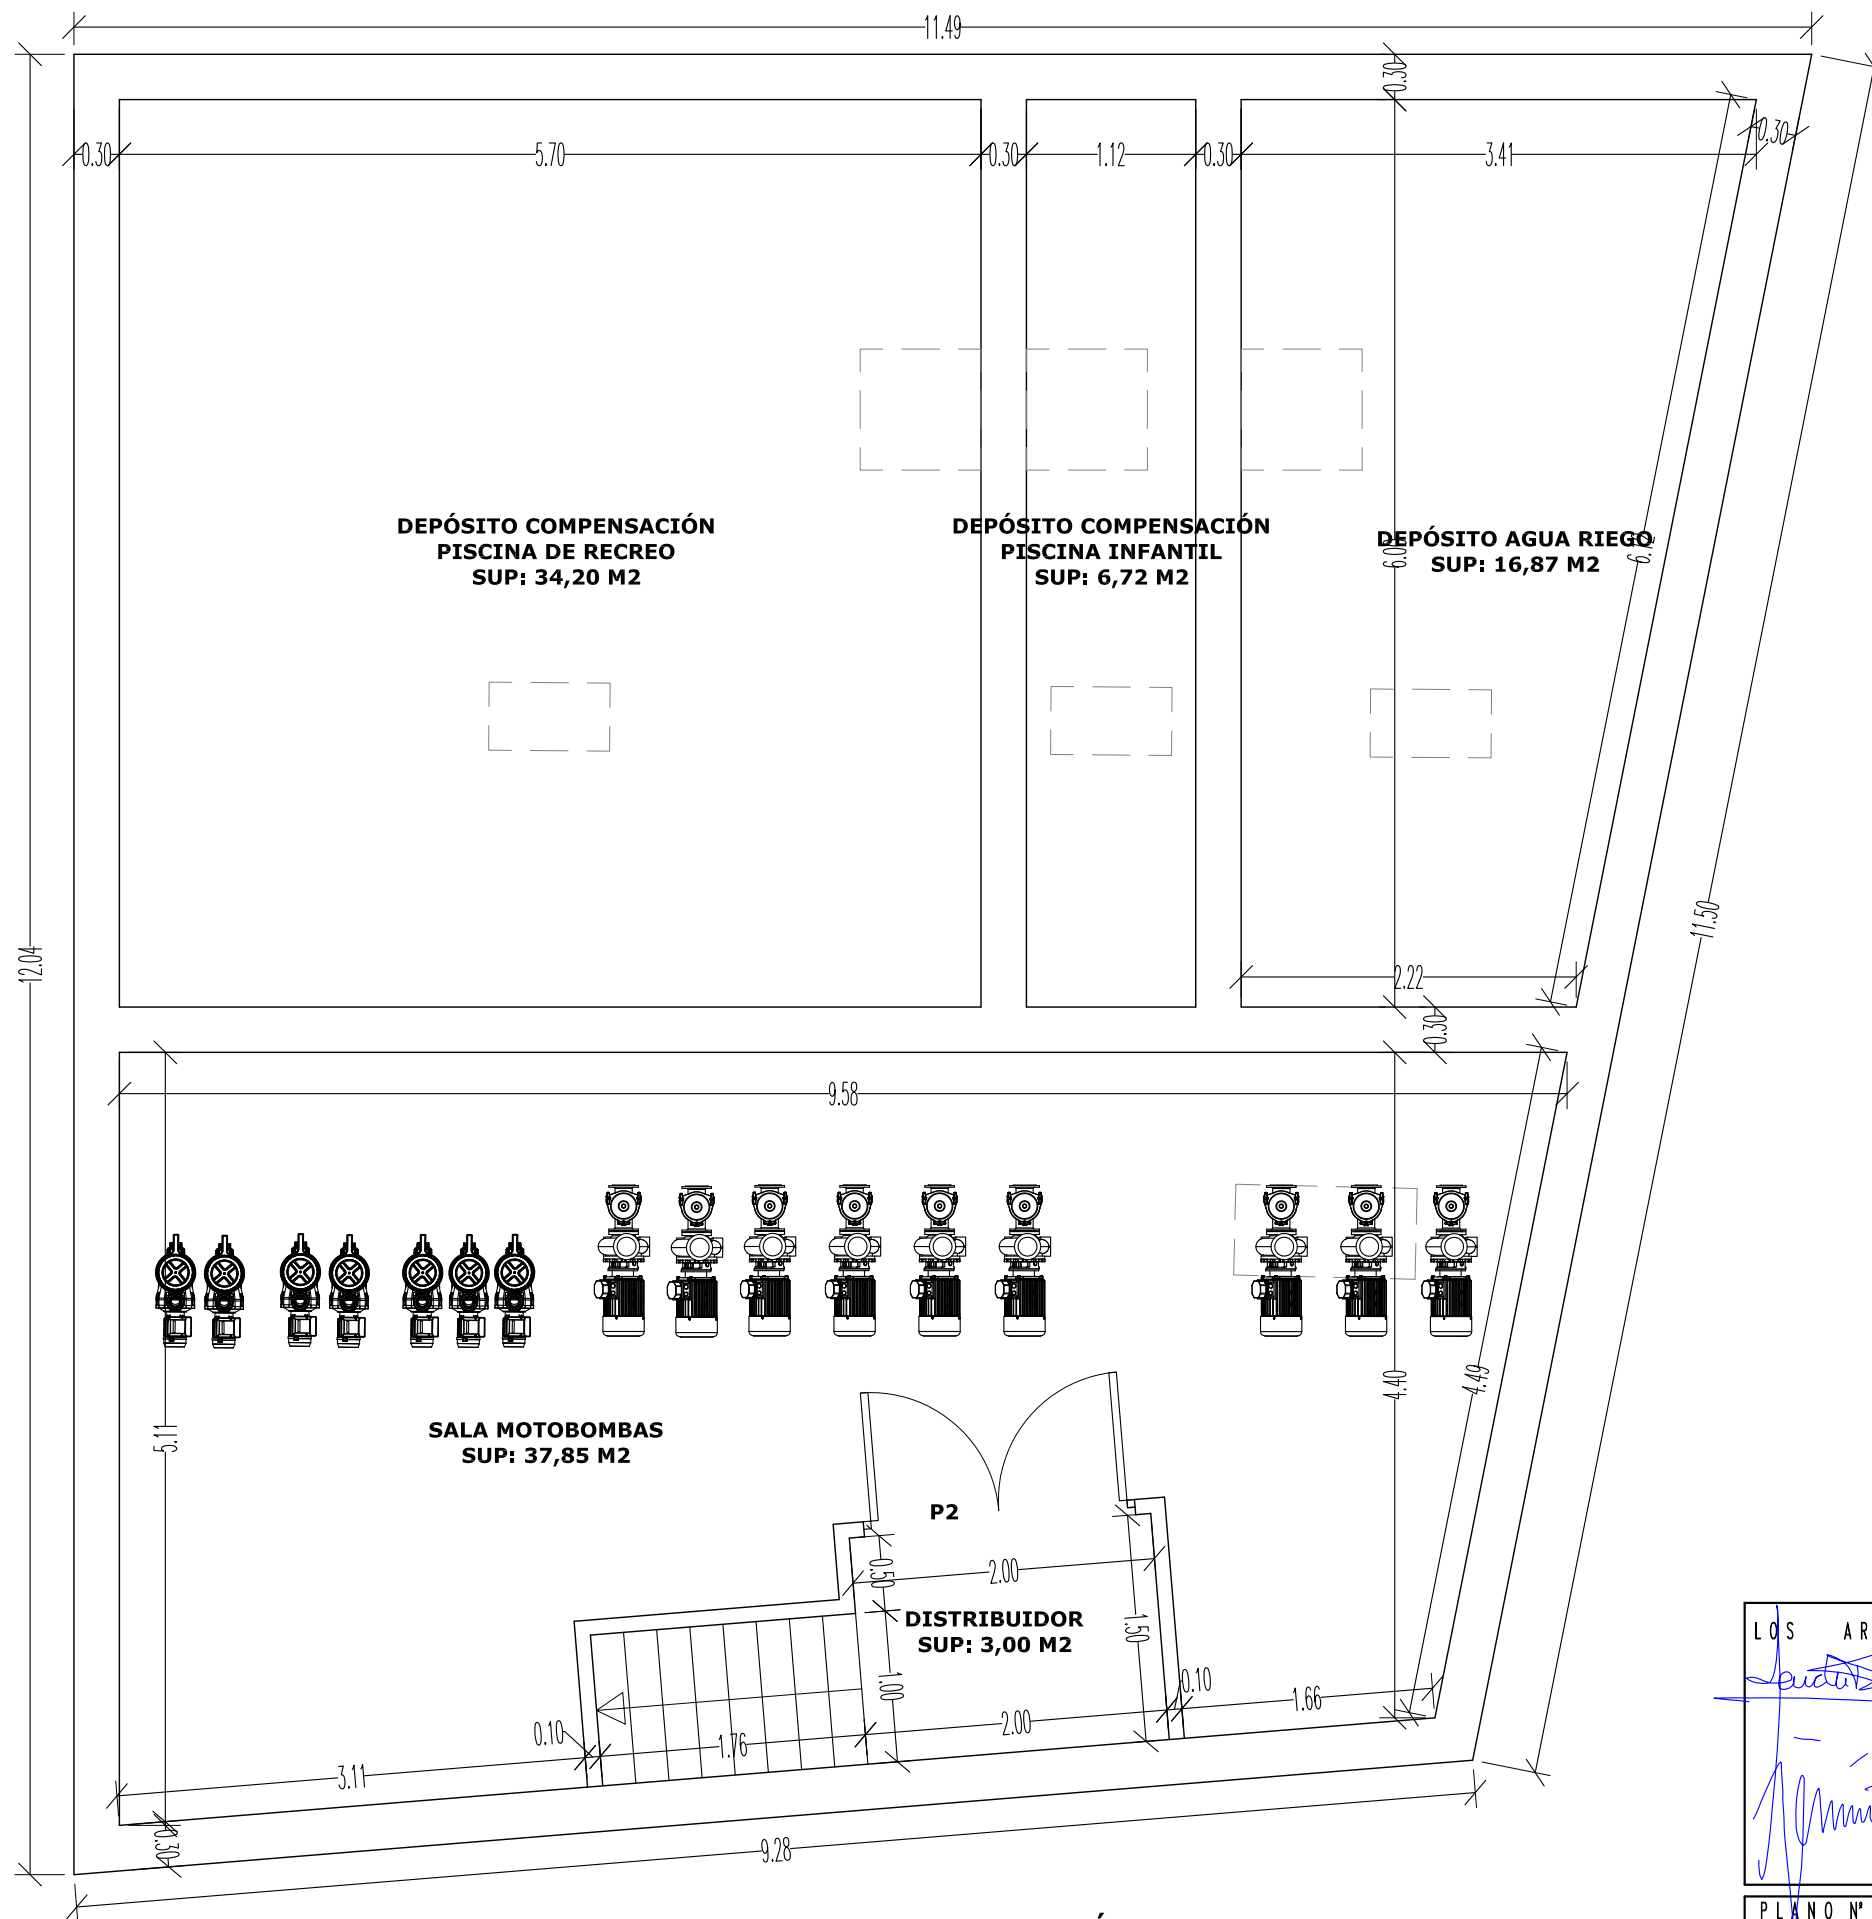 11.49
0.30
0.30
5.70
0.30
1.12
0.30
3.41
0.30
DEPÓSITO COMPENSACIÓN
PISCINA DE RECREO
SUP: 34,20 M2
DEPÓSITO COMPENSACIÓN
PISCINA INFANTIL
SUP: 6,72 M2
DEPÓSITO AGUA RIEGO
SUP: 16,87 M2
6.00
6.12
12.04
11.50
2.22
0.30
9.58
5.11
4.40
4.49
SALA MOTOBOMBAS
SUP: 37,85 M2
P2
0.50
2.00
DISTRIBUIDOR
SUP: 3,00 M2
1.50
1.00
0.10
1.66
2.00
0.10
1.76
3.11
0.30
9.28
LOS AR
PLANO Nº